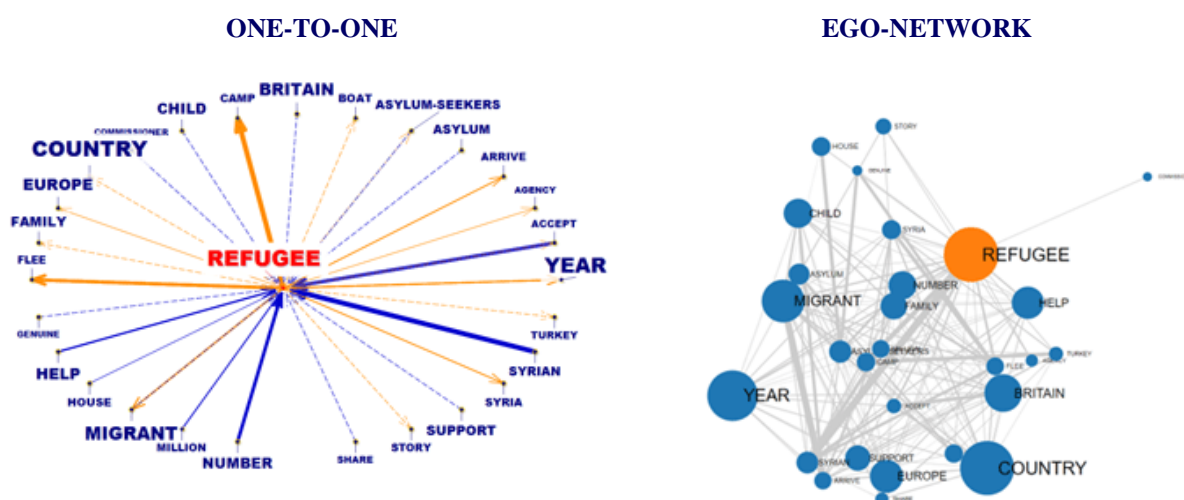 ONE-TO-ONE
EGO-NETWORK
BRITAIN
CAMP
BOAT
CHILD
ASYLUM-SEEKERS
COMMISSIONER
ASYLUM
COUNTRY
ARRIVE
EUROPE
AGENCY
FAMILY
ACCEPT
REFUGEE
FLEE
YEAR
GENUINE
TURKEY
HELP
SYRIAN
HOUSE
SYRIA
MIGRANT
SUPPORT
MILLION
STORY
NUMBER
SHARE
STORY
HOUSE
GENUINE
CHILD
SYRIA
REFUGEE
ASYLUM
NUMBER
MIGRANT
FAMILY
HELP
CAMP
TURKEY
FLEE
YEAR
BRITAIN
ACCEPT
SYRIAN
SUPPORT
COUNTRY
EUROPE
ARRIVE